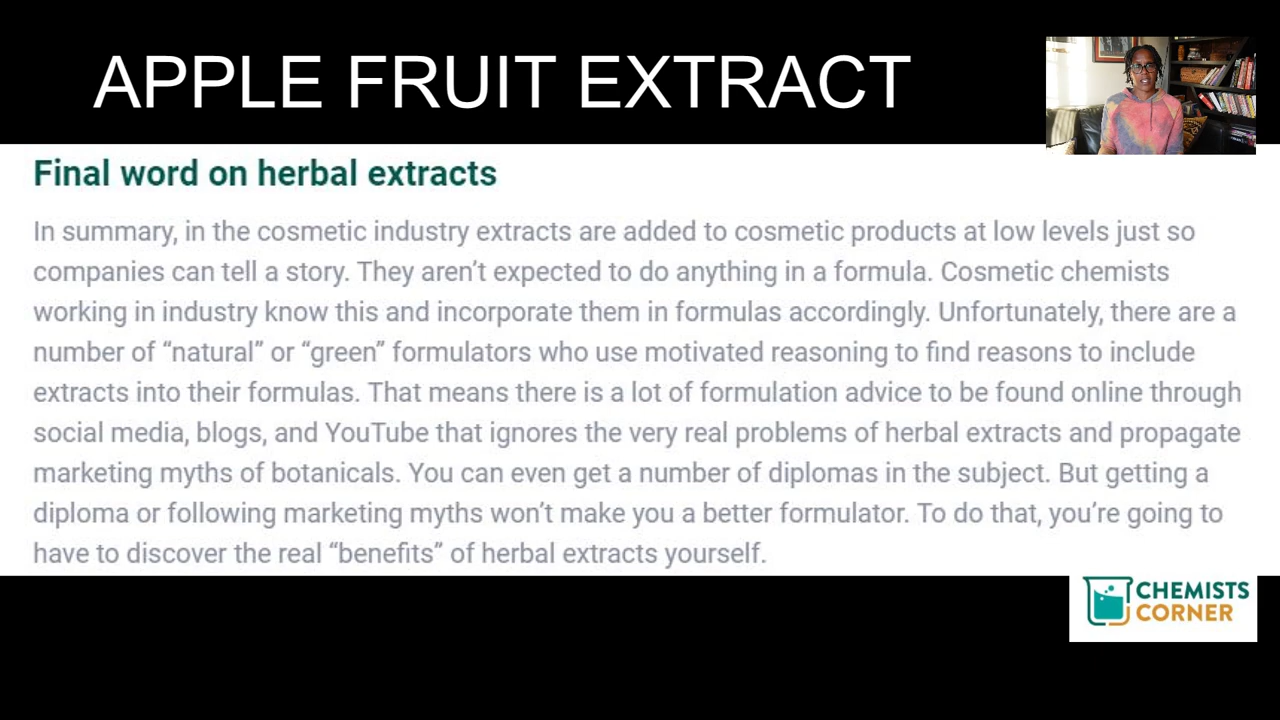 APPLE FRUIT EXTRACT
Final word on herbal extracts
In summary, in the cosmetic industry extracts are added to cosmetic products at low levels just so
companies can tell a story. They aren’t expected to do anything in a formula. Cosmetic chemists
working in industry know this and incorporate them in formulas accordingly. Unfortunately, there are a
number of “natural” or “green” formulators who use motivated reasoning to find reasons to include
extracts into their formulas. That means there is a lot of formulation advice to be found online through
social media, blogs, and YouTube that ignores the very real problems of herbal extracts and propagate
marketing myths of botanicals. You can even get a number of diplomas in the subject. But getting a
diploma or following marketing myths won’t make you a better formulator. To do that, you’re going to
have to discover the real “benefits” of herbal extracts yourself.
CHEMISTS
CORNER